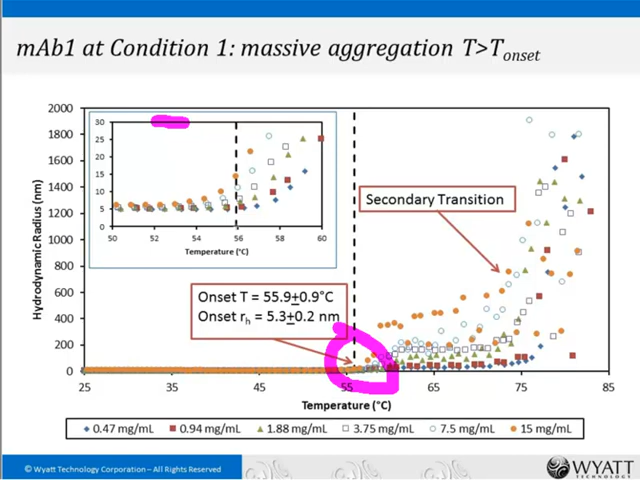 mAb1 at Condition 1: massive aggregation T>Tonset
2000
1800
1600
1400
1200
1000
800
600
400
200
0
Hydrodynamic Radius (nm)
30
25
20
15
10
5
0
50 52 54 56 58 60
Temperature (°C)
Secondary Transition
Onset T = 55.9±0.9°C
Onset rh = 5.3±0.2 nm
25 35 45 55 65 75 85
Temperature (°C)
0.47 mg/mL 0.94 mg/mL 1.88 mg/mL 3.75 mg/mL 7.5 mg/mL 15 mg/mL
© Wyatt Technology Corporation – All Rights Reserved
WYATT
TECHNOLOGY